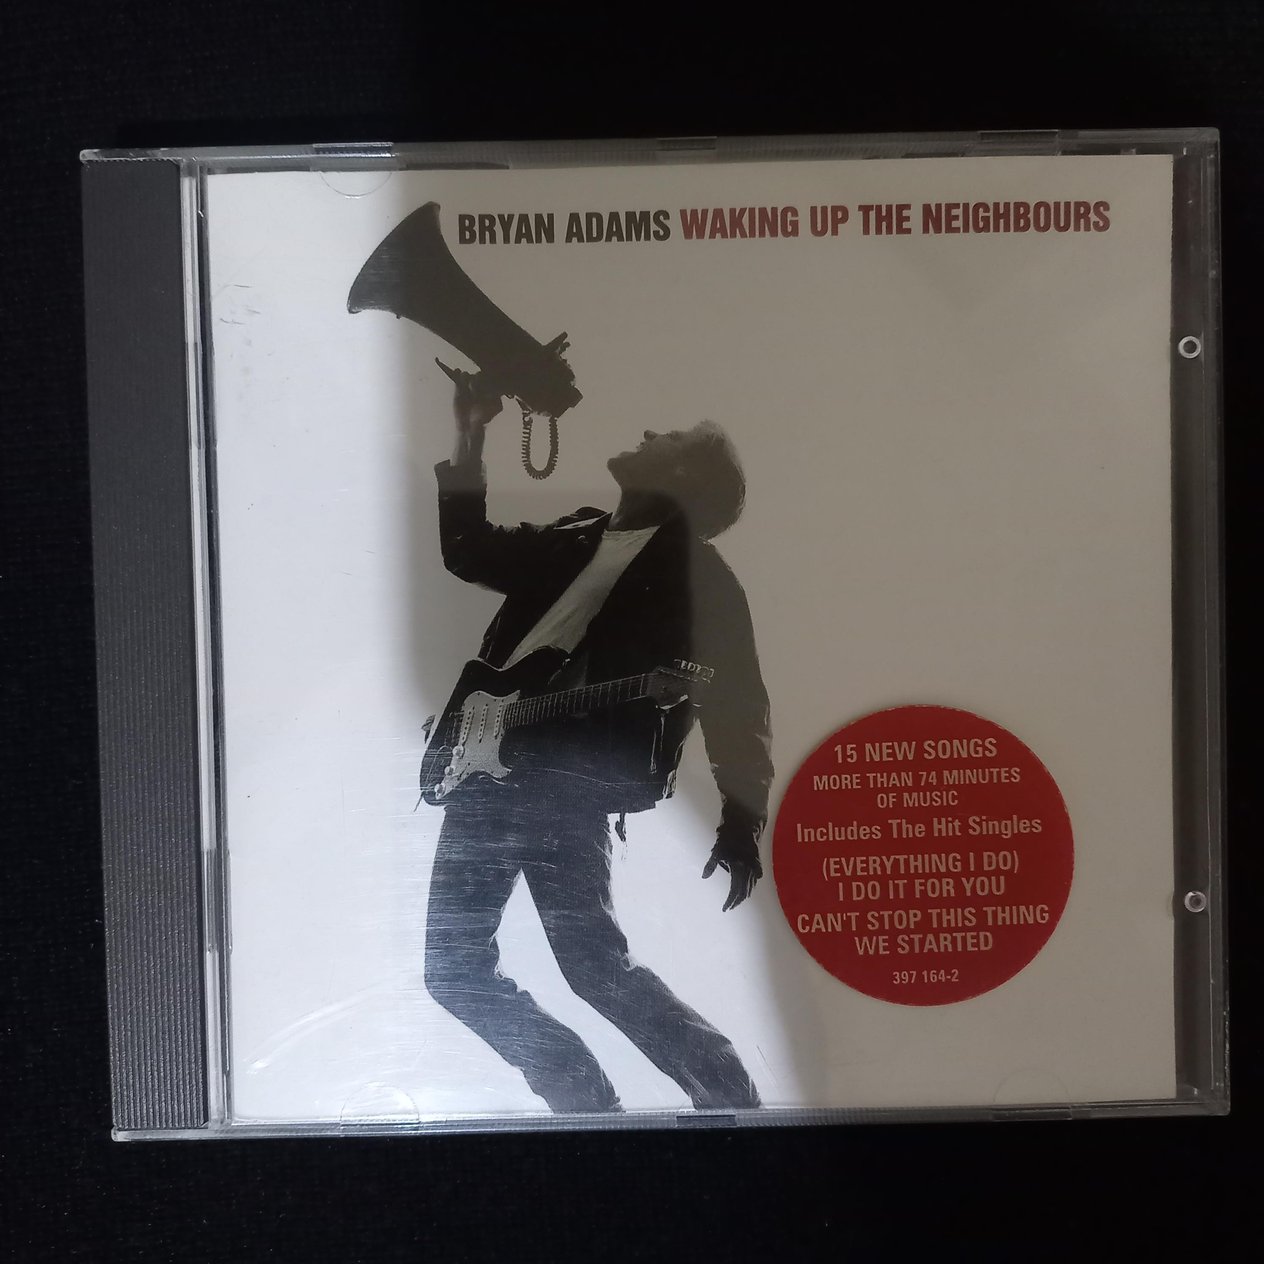 BRYAN ADAMS WAKING UP THE NEIGHBOURS
15 NEW SONGS
MORE THAN 74 MINUTES
OF MUSIC
Includes The Hit Singles
(EVERYTHING I DO)
I DO IT FOR YOU
CAN'T STOP THIS THING
WE STARTED
397 164-2